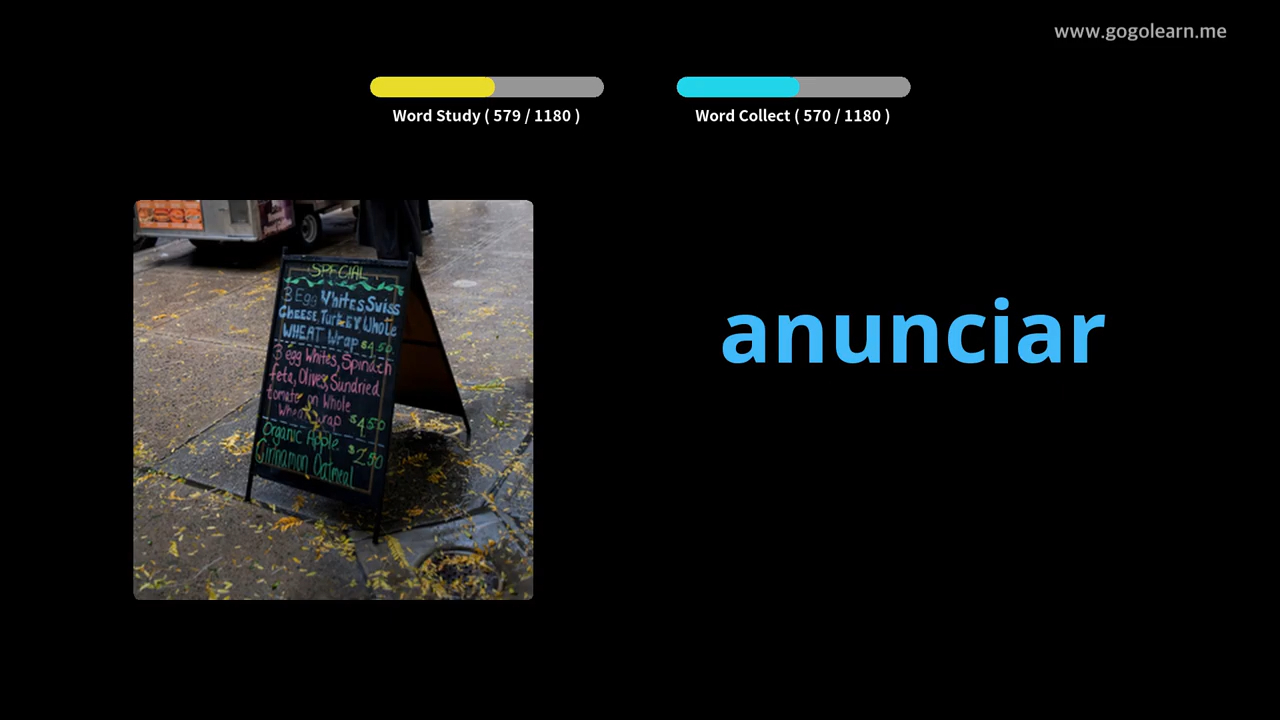 www.gogolearn.me
Word Study ( 579 / 1180 )
Word Collect ( 570 / 1180 )
SPECIAL
3 Egg Whites, Swiss
Cheese, Turkey Whole
WHEAT Wrap $4.50
3 egg Whites, Spinach
feta, Olives, Sundried
tomato on Whole
Wheat Wrap $4.50
Organic Apple
Cinnamon Oatmeal $2.50
anunciar